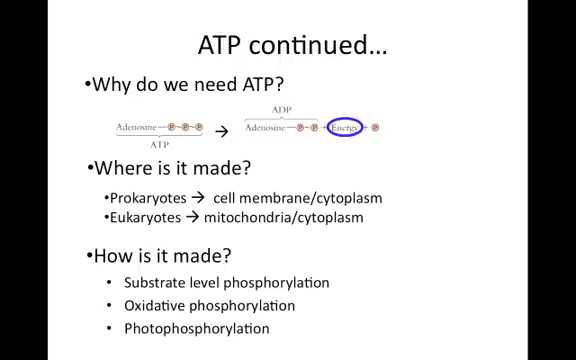 ATP continued...
•Why do we need ATP?
ADP
Adenosine—P~P~P → Adenosine—P~P + Energy + P
ATP
•Where is it made?
•Prokaryotes → cell membrane/cytoplasm
•Eukaryotes → mitochondria/cytoplasm
•How is it made?
• Substrate level phosphorylation
• Oxidative phosphorylation
• Photophosphorylation